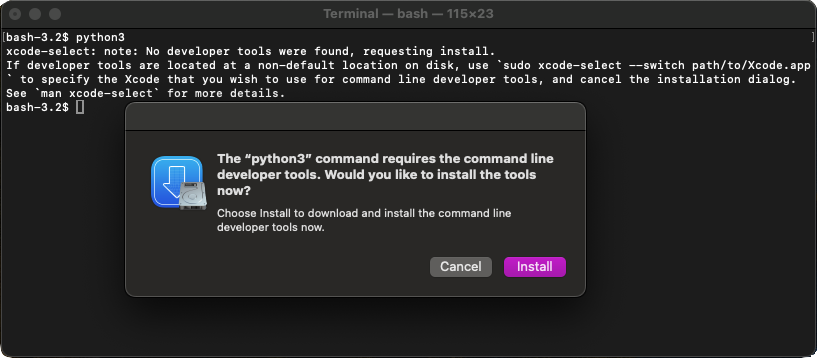 Terminal — bash — 115×23
bash-3.2$ python3
xcode-select: note: No developer tools were found, requesting install.
If developer tools are located at a non-default location on disk, use `sudo xcode-select --switch path/to/Xcode.app
` to specify the Xcode that you wish to use for command line developer tools, and cancel the installation dialog.
See `man xcode-select` for more details.
bash-3.2$
The “python3” command requires the command line
developer tools. Would you like to install the tools
now?
Choose Install to download and install the command line
developer tools now.
Cancel
Install